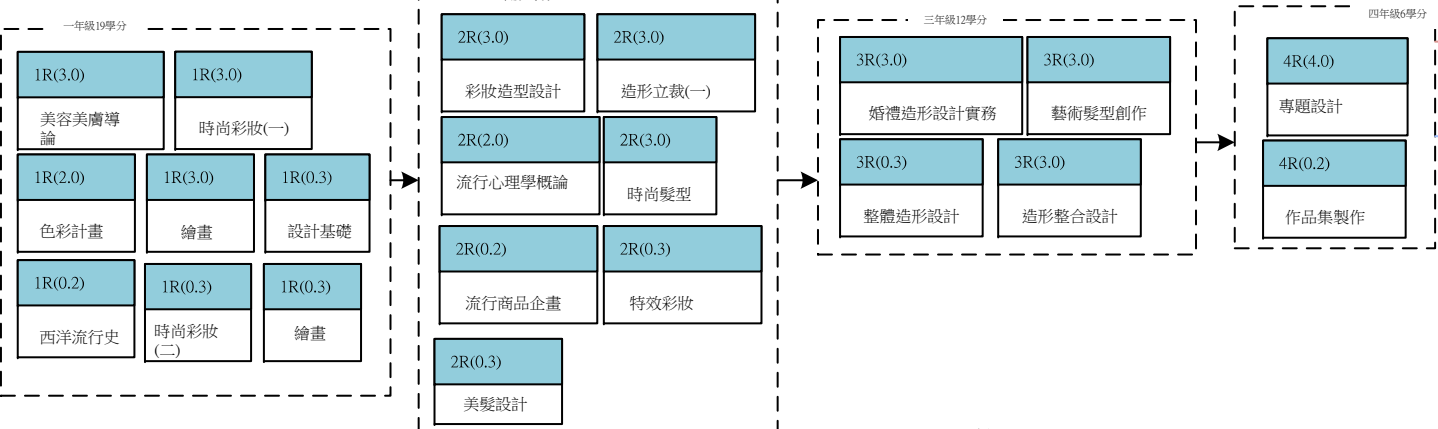 一年級19學分
1R(3.0)
美容美膚導
論
1R(3.0)
時尚彩妝(一)
1R(2.0)
色彩計畫
1R(3.0)
繪畫
1R(0.3)
設計基礎
1R(0.2)
西洋流行史
1R(0.3)
時尚彩妝
(二)
1R(0.3)
繪畫
2R(3.0)
彩妝造型設計
2R(3.0)
造形立裁(一)
2R(2.0)
流行心理學概論
2R(3.0)
時尚髮型
2R(0.2)
流行商品企畫
2R(0.3)
特效彩妝
2R(0.3)
美髮設計
三年級12學分
3R(3.0)
婚禮造形設計實務
3R(3.0)
藝術髮型創作
3R(0.3)
整體造形設計
3R(3.0)
造形整合設計
四年級6學分
4R(4.0)
專題設計
4R(0.2)
作品集製作